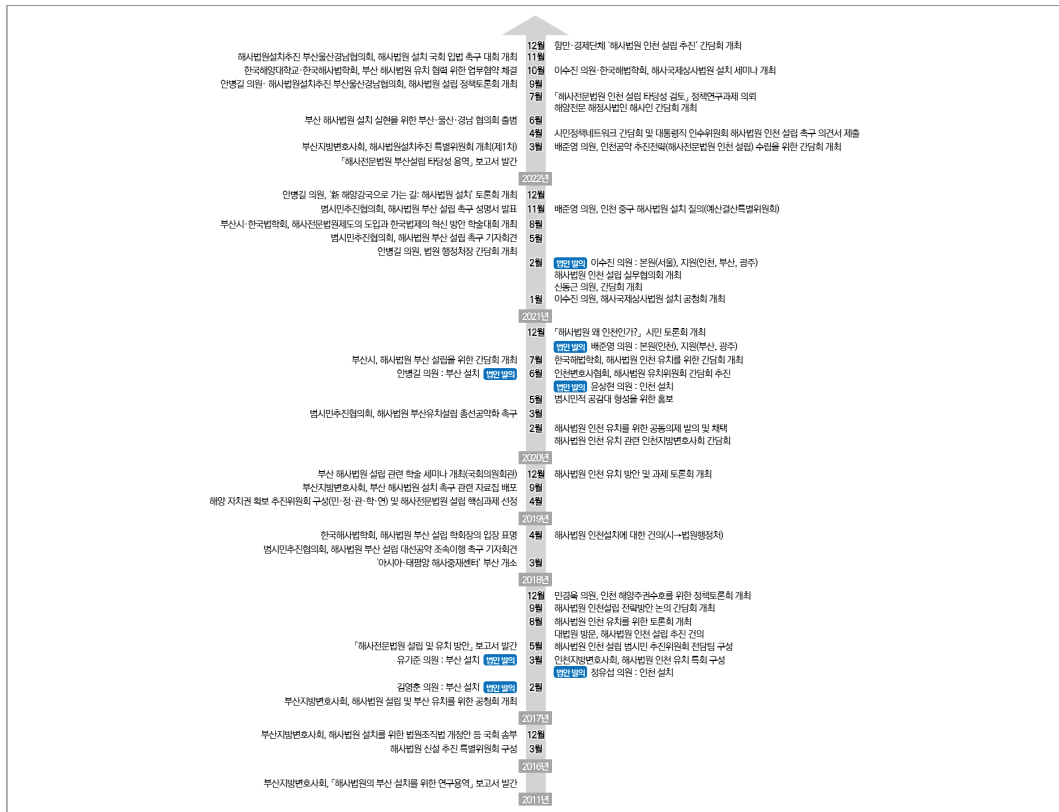 12월 항만·경제단체 '해사법원 인천 설립 추진' 간담회 개최
해사법원설치추진 부산울산경남협의회, 해사법원 설치 국회 입법 촉구 대회 개최 11월
한국해양대학교·한국해사법학회, 부산 해사법원 유치 협력 위한 업무협약 체결 10월 이수진 의원·한국해법학회, 해사국제상사법원 설치 세미나 개최
안병길 의원· 해사법원설치추진 부산울산경남협의회, 해사법원 설립 정책토론회 개최 9월
7월 「해사전문법원 인천 설립 타당성 검토」 정책연구과제 의뢰
해양전문 해정사법인 해사인 간담회 개최
부산 해사법원 설치 실현을 위한 부산·울산·경남 협의회 출범 6월
4월 시민정책네트워크 간담회 및 대통령직 인수위원회 해사법원 인천 설립 촉구 의견서 제출
부산지방변호사회, 해사법원설치추진 특별위원회 개최(제1차) 3월 배준영 의원, 인천공약 추진전략(해사전문법원 인천 설립) 수립을 위한 간담회 개최
「해사전문법원 부산설립 타당성 용역」 보고서 발간
2022년
안병길 의원, '新 해양강국으로 가는 길: 해사법원 설치' 토론회 개최 12월
범시민추진협의회, 해사법원 부산 설립 촉구 성명서 발표 11월 배준영 의원, 인천 중구 해사법원 설치 질의(예산결산특별위원회)
부산시·한국법학회, 해사전문법원제도의 도입과 한국법제의 혁신 방안 학술대회 개최 8월
범시민추진협의회, 해사법원 부산 설립 촉구 기자회견 5월
안병길 의원, 법원 행정처장 간담회 개최
2월 법안 발의 이수진 의원 : 본원(서울), 지원(인천, 부산, 광주)
해사법원 인천 설립 실무협의회 개최
신동근 의원, 간담회 개최
1월 이수진 의원, 해사국제상사법원 설치 공청회 개최
2021년
12월 「해사법원 왜 인천인가?」 시민 토론회 개최
법안 발의 배준영 의원 : 본원(인천), 지원(부산, 광주)
부산시, 해사법원 부산 설립을 위한 간담회 개최 7월 한국해법학회, 해사법원 인천 유치를 위한 간담회 개최
안병길 의원 : 부산 설치 법안 발의 6월 인천변호사협회, 해사법원 유치위원회 간담회 추진
법안 발의 윤상현 의원 : 인천 설치
5월 범시민적 공감대 형성을 위한 홍보
범시민추진협의회, 해사법원 부산유치설립 총선공약화 촉구 3월
2월 해사법원 인천 유치를 위한 공동의제 발의 및 채택
해사법원 인천 유치 관련 인천지방변호사회 간담회
2020년
부산 해사법원 설립 관련 학술 세미나 개최(국회의원회관) 12월 해사법원 인천 유치 방안 및 과제 토론회 개최
부산지방변호사회, 부산 해사법원 설치 촉구 관련 자료집 배포 9월
해양 자치권 확보 추진위원회 구성(민·정·관·학·연) 및 해사전문법원 설립 핵심과제 선정 4월
2019년
한국해사법학회, 해사법원 부산 설립 학회장의 입장 표명 4월 해사법원 인천설치에 대한 건의(시→법원행정처)
범시민추진협의회, 해사법원 부산 설립 대선공약 조속이행 촉구 기자회견
'아시아·태평양 해사중재센터' 부산 개소 3월
2018년
12월 민경욱 의원, 인천 해양주권수호를 위한 정책토론회 개최
9월 해사법원 인천설립 전략방안 논의 간담회 개최
8월 해사법원 인천 유치를 위한 토론회 개최
대법원 방문, 해사법원 인천 설립 추진 건의
「해사전문법원 설립 및 유치 방안」 보고서 발간 5월 해사법원 인천 설립 범시민 추진위원회 전담팀 구성
유기준 의원 : 부산 설치 법안 발의 3월 인천지방변호사회, 해사법원 인천 유치 특회 구성
법안 발의 정유섭 의원 : 인천 설치
김영춘 의원 : 부산 설치 법안 발의 2월
부산지방변호사회, 해사법원 설립 및 부산 유치를 위한 공청회 개최
2017년
부산지방변호사회, 해사법원 설치를 위한 법원조직법 개정안 등 국회 송부 12월
해사법원 신설 추진 특별위원회 구성 3월
2016년
부산지방변호사회, 「해사법원의 부산 설치를 위한 연구용역」 보고서 발간
2011년